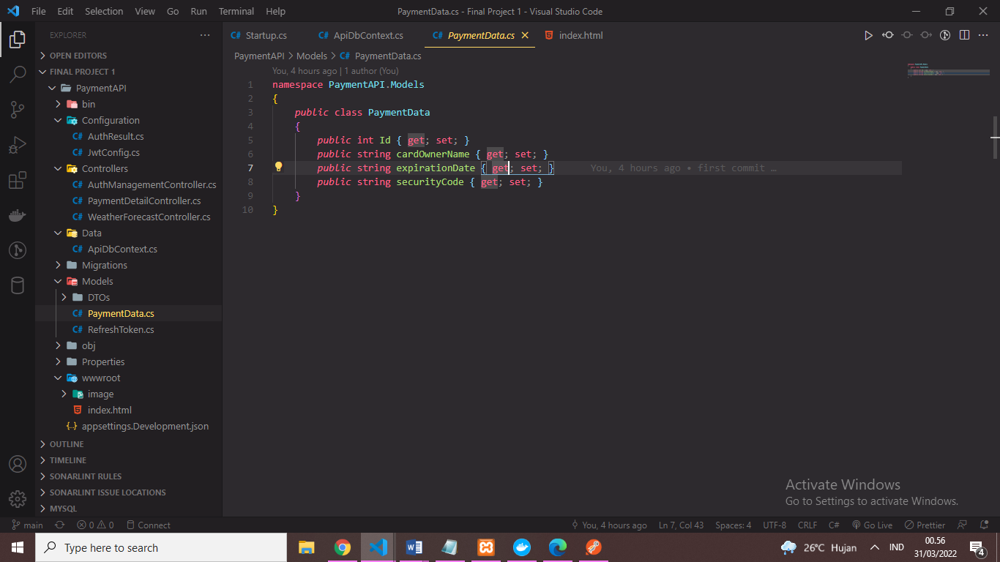 File Edit Selection View Go Run Terminal Help
PaymentData.cs - Final Project 1 - Visual Studio Code
EXPLORER
OPEN EDITORS
FINAL PROJECT 1
PaymentAPI
bin
Configuration
C# AuthResult.cs
C# JwtConfig.cs
Controllers
C# AuthManagementController.cs
C# PaymentDetailController.cs
C# WeatherForecastController.cs
Data
C# ApiDbContext.cs
Migrations
Models
DTOs
C# PaymentData.cs
C# RefreshToken.cs
obj
Properties
wwwroot
image
index.html
{..} appsettings.Development.json
OUTLINE
TIMELINE
SONARLINT RULES
SONARLINT ISSUE LOCATIONS
MYSQL
C# Startup.cs C# ApiDbContext.cs C# PaymentData.cs index.html
PaymentAPI > Models > C# PaymentData.cs
You, 4 hours ago | 1 author (You)
1 namespace PaymentAPI.Models
2 {
3 public class PaymentData
4 {
5 public int Id { get; set; }
6 public string cardOwnerName { get; set; }
7 public string expirationDate { get; set; } You, 4 hours ago • first commit …
8 public string securityCode { get; set; }
9 }
10 }
Activate Windows
Go to Settings to activate Windows.
main 0 0 Connect
You, 4 hours ago Ln 7, Col 43 Spaces: 4 UTF-8 CRLF C# Go Live Prettier
Type here to search
26°C Hujan IND
00.56
31/03/2022
4